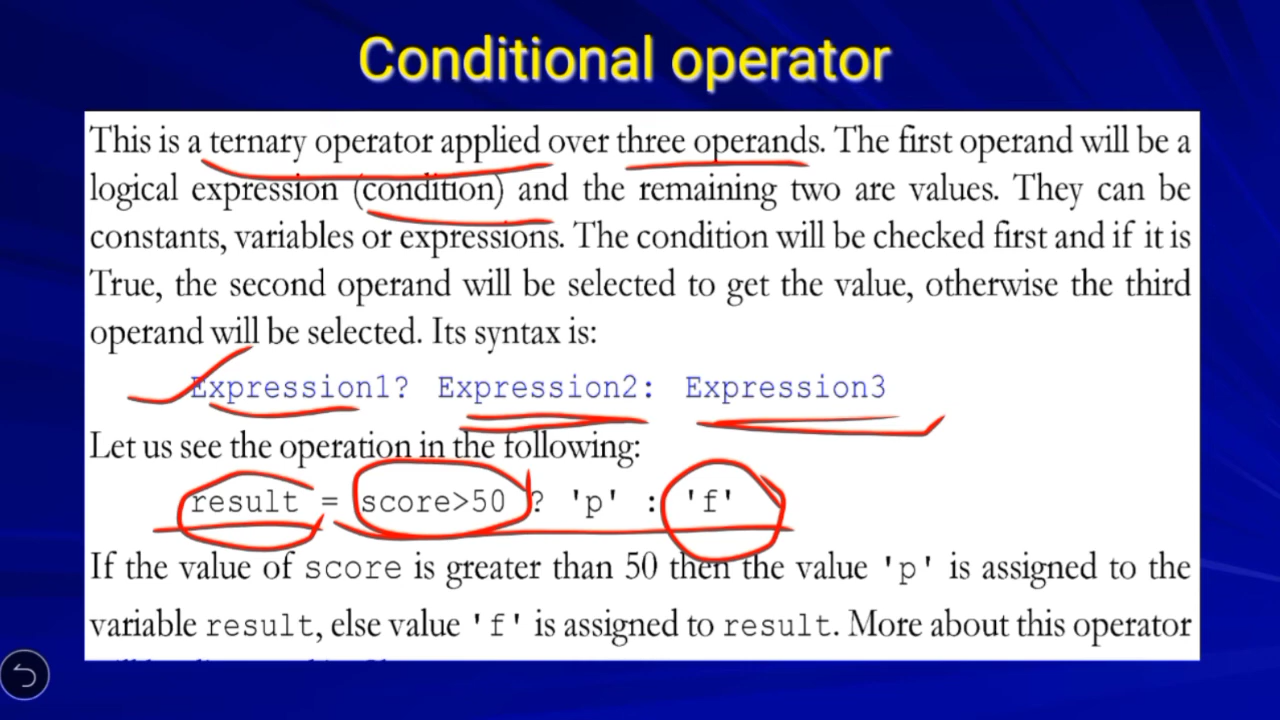 Conditional operator
This is a ternary operator applied over three operands. The first operand will be a
logical expression (condition) and the remaining two are values. They can be
constants, variables or expressions. The condition will be checked first and if it is
True, the second operand will be selected to get the value, otherwise the third
operand will be selected. Its syntax is:
Expression1? Expression2: Expression3
Let us see the operation in the following:
result = score>50 ? 'p' : 'f'
If the value of score is greater than 50 then the value 'p' is assigned to the
variable result, else value 'f' is assigned to result. More about this operator